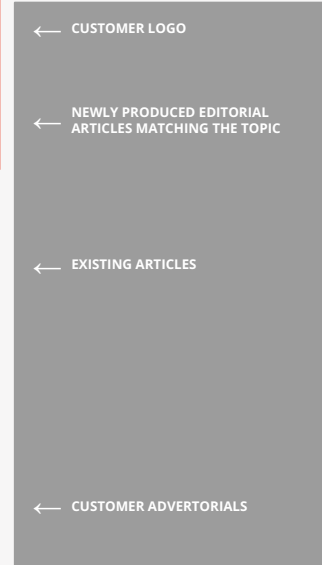 ← CUSTOMER LOGO
← NEWLY PRODUCED EDITORIAL
ARTICLES MATCHING THE TOPIC
← EXISTING ARTICLES
← CUSTOMER ADVERTORIALS